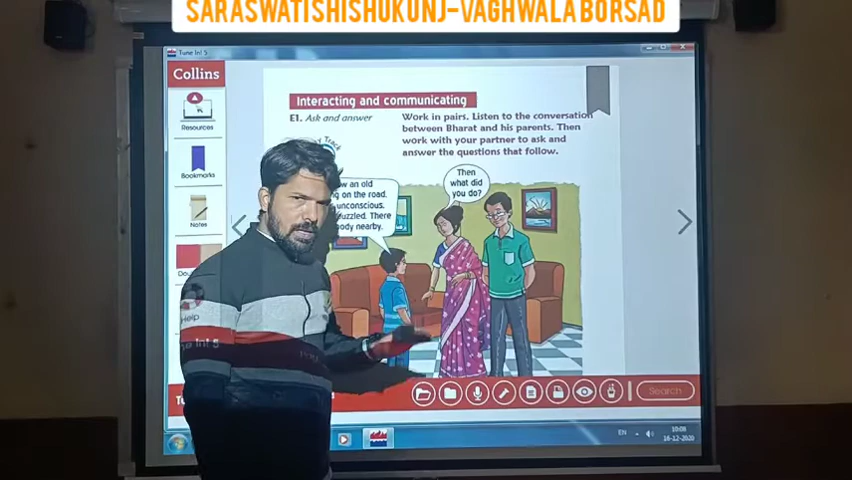 SARASWATISHISHUKUNJ-VAGHWALA BORSAD
Tune In! 5
Collins
Resources
Bookmarks
Notes
Help
Interacting and communicating
E1. Ask and answer
Work in pairs. Listen to the conversation
between Bharat and his parents. Then
work with your partner to ask and
answer the questions that follow.
an old
on the road.
unconscious.
puzzled. There
nearby.
Then
what did
you do?
Search
EN
10:08
16-12-2020